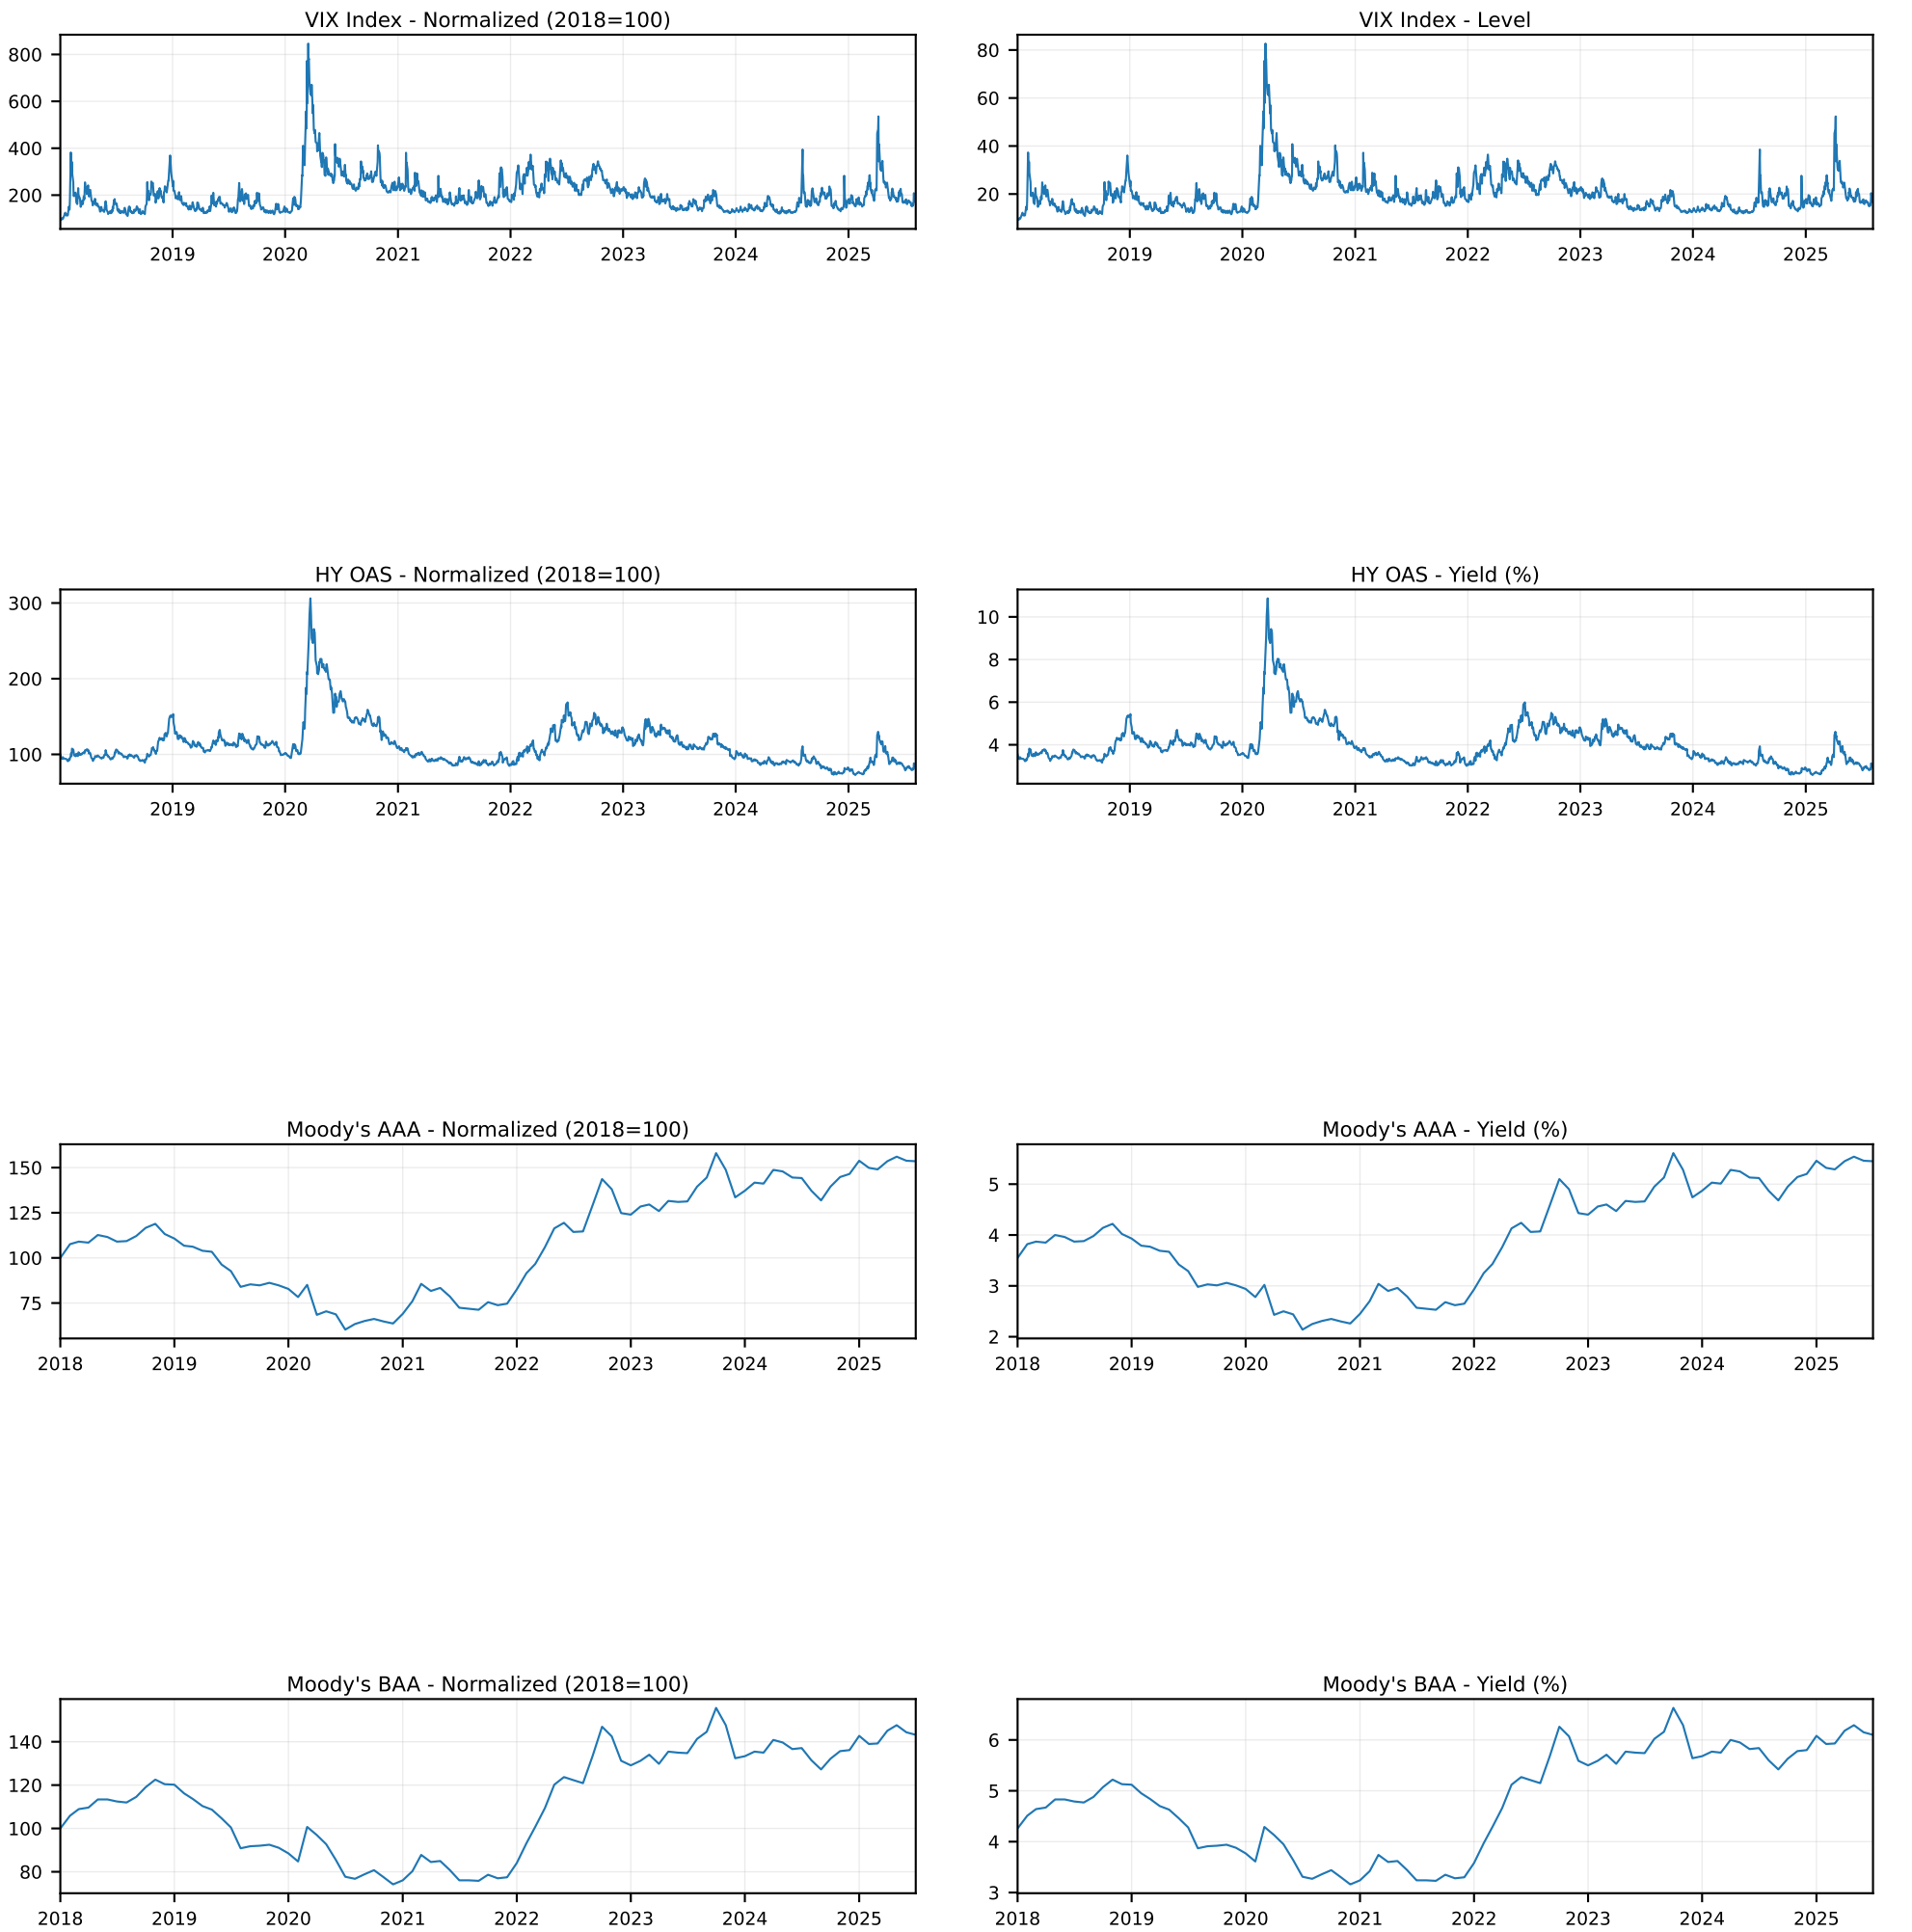 VIX Index - Normalized (2018=100)
800
600
400
200
2019 2020 2021 2022 2023 2024 2025
VIX Index - Level
80
60
40
20
2019 2020 2021 2022 2023 2024 2025
HY OAS - Normalized (2018=100)
300
200
100
2019 2020 2021 2022 2023 2024 2025
HY OAS - Yield (%)
10
8
6
4
2019 2020 2021 2022 2023 2024 2025
Moody's AAA - Normalized (2018=100)
150
125
100
75
2018 2019 2020 2021 2022 2023 2024 2025
Moody's AAA - Yield (%)
5
4
3
2
2018 2019 2020 2021 2022 2023 2024 2025
Moody's BAA - Normalized (2018=100)
140
120
100
80
2018 2019 2020 2021 2022 2023 2024 2025
Moody's BAA - Yield (%)
6
5
4
3
2018 2019 2020 2021 2022 2023 2024 2025